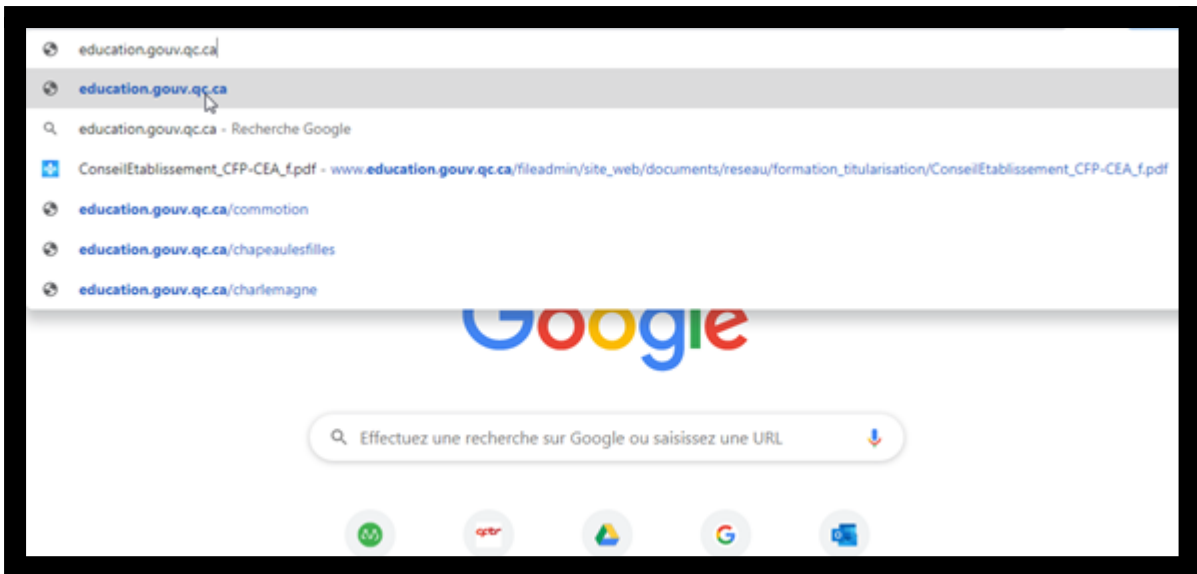 education.gouv.qc.ca
education.gouv.qc.ca
education.gouv.qc.ca - Recherche Google
ConseilEtablissement_CFP-CEA_f.pdf - www.education.gouv.qc.ca/fileadmin/site_web/documents/reseau/formation_titularisation/ConseilEtablissement_CFP-CEA_f.pdf
education.gouv.qc.ca/commotion
education.gouv.qc.ca/chapeaulesfilles
education.gouv.qc.ca/charlemagne
Google
Effectuez une recherche sur Google ou saisissez une URL